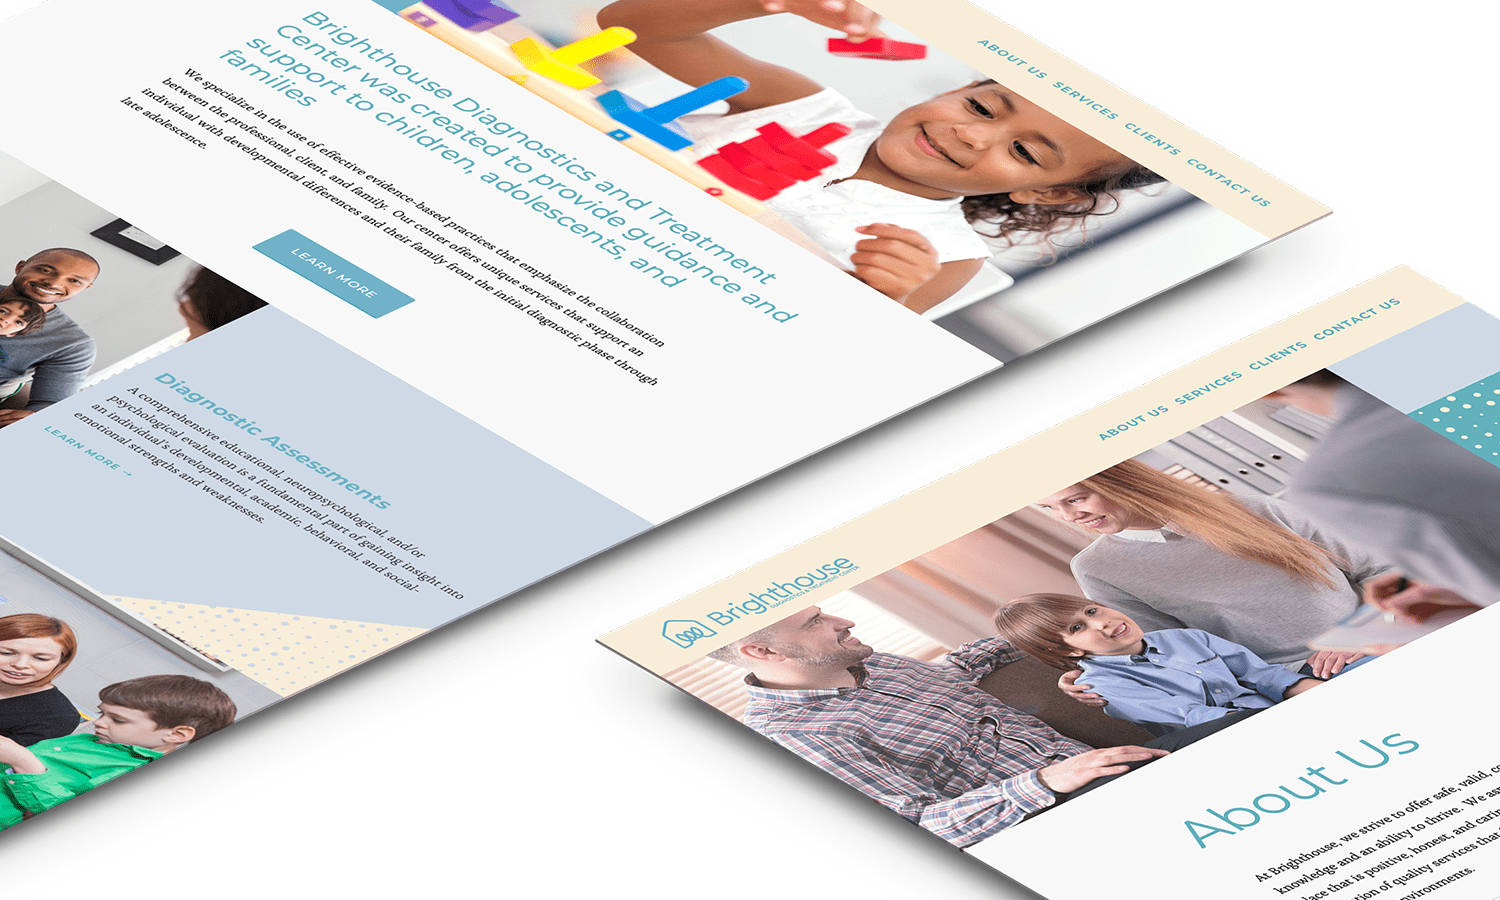 ABOUT US SERVICES CLIENTS CONTACT US
Brighthouse Diagnostics and Treatment
Center was created to provide guidance and
support to children, adolescents, and
families
We specialize in the use of effective evidence-based practices that emphasize the collaboration
between the professional, client, and family. Our center offers unique services that support an
individual with developmental differences and their family from the initial diagnostic phase through
late adolescence.
LEARN MORE
Diagnostic Assessments
A comprehensive educational, neuropsychological, and/or
psychological evaluation is a fundamental part of gaining insight into
an individual's developmental, academic, behavioral, and social-
emotional strengths and weaknesses.
LEARN MORE →
ABOUT US SERVICES CLIENTS CONTACT US
Brighthouse
DIAGNOSTICS & TREATMENT CENTER
About Us
At Brighthouse, we strive to offer safe, valid,
knowledge and an ability to thrive. We
that is positive, honest, and
of quality services that